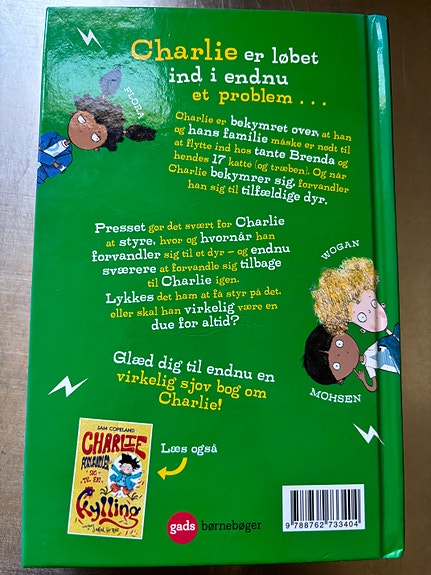 Charlie er løbet
ind i endnu
et problem . . .
FLORA
Charlie er bekymret over, at han
og hans familie måske er nødt til
at flytte ind hos tante Brenda og
hendes 17 katte (og træben). Og når
Charlie bekymrer sig, forvandler
han sig til tilfældige dyr.
Presset gør det svært for Charlie
at styre, hvor og hvornår han
forvandler sig til et dyr – og endnu
sværere at forvandle sig tilbage
til Charlie igen.
Lykkes det ham at få styr på det,
eller skal han virkelig være en
due for altid?
WOGAN
MOHSEN
Glæd dig til endnu en
virkelig sjov bog om
Charlie!
SAM COPELAND
CHARLIE
FORVANDLER
SIG
TIL EN
Kylling
Læs også
gads børnebøger
9 788762 733404